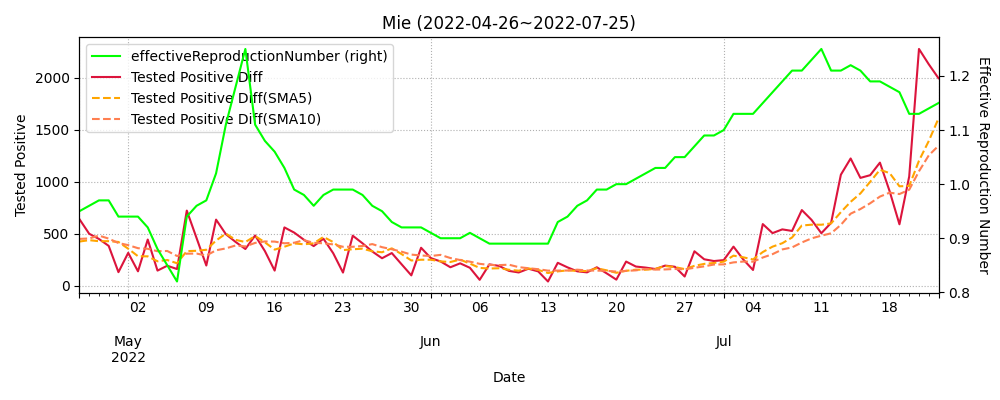 Mie (2022-04-26~2022-07-25)
effectiveReproductionNumber (right)
Tested Positive Diff
Tested Positive Diff(SMA5)
Tested Positive Diff(SMA10)
Tested Positive
2000
1500
1000
500
0
Effective Reproduction Number
1.2
1.1
1.0
0.9
0.8
02 09 16 23 30 06 13 20 27 04 11 18
May Jun Jul
2022
Date